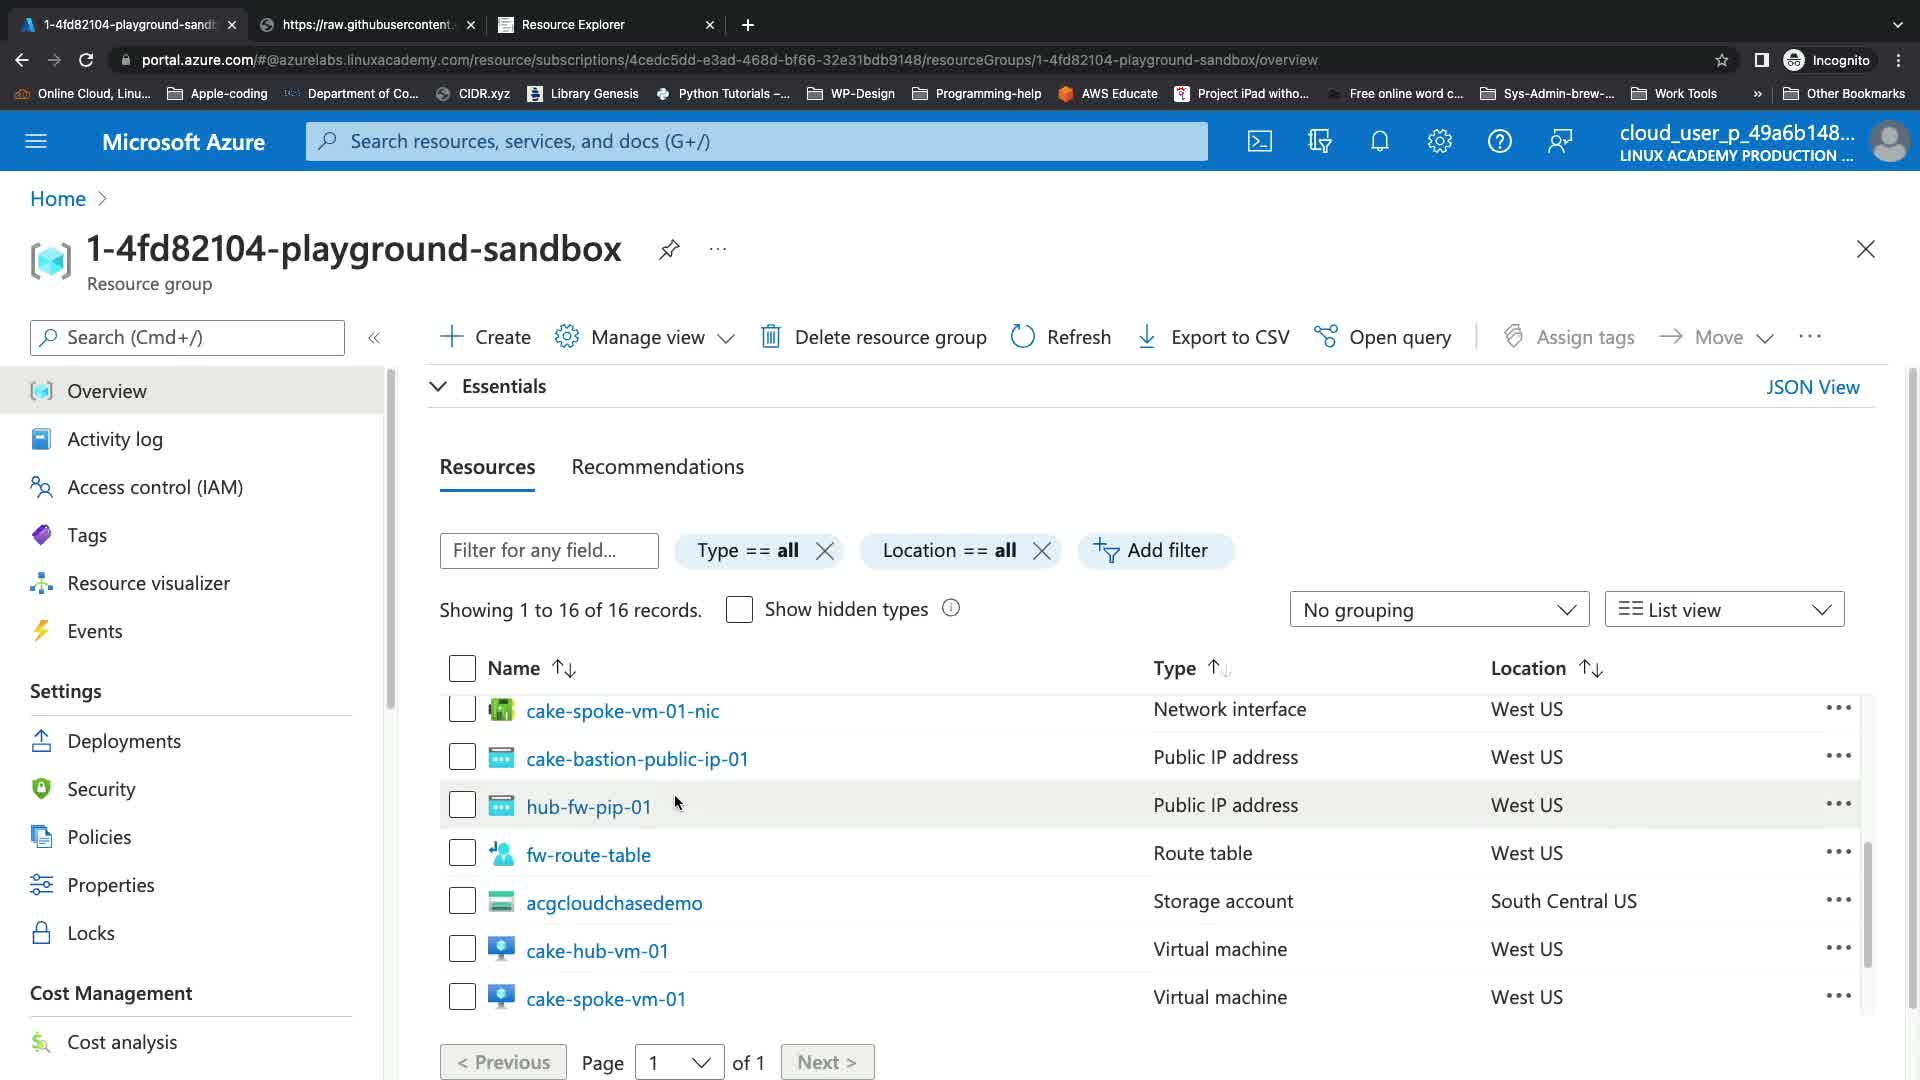 1-4fd82104-playground-sandb
https://raw.githubusercontent.
Resource Explorer
portal.azure.com/#@azurelabs.linuxacademy.com/resource/subscriptions/4cedc5dd-e3ad-468d-bf66-32e31bdb9148/resourceGroups/1-4fd82104-playground-sandbox/overview
Incognito
Online Cloud, Linu...
Apple-coding
Department of Co...
CIDR.xyz
Library Genesis
Python Tutorials –...
WP-Design
Programming-help
AWS Educate
Project iPad witho...
Free online word c...
Sys-Admin-brew-...
Work Tools
»
Other Bookmarks
Microsoft Azure
Search resources, services, and docs (G+/)
cloud_user_p_49a6b148...
LINUX ACADEMY PRODUCTION ...
Home
1-4fd82104-playground-sandbox
...
Resource group
Search (Cmd+/)
«
Create
Manage view
Delete resource group
Refresh
Export to CSV
Open query
Assign tags
Move
...
Overview
Activity log
Access control (IAM)
Tags
Resource visualizer
Events
Settings
Deployments
Security
Policies
Properties
Locks
Cost Management
Cost analysis
Essentials
JSON View
Resources
Recommendations
Filter for any field...
Type == all
Location == all
Add filter
Showing 1 to 16 of 16 records.
Show hidden types
No grouping
List view
Name
Type
Location
cake-spoke-vm-01-nic Network interface West US
cake-bastion-public-ip-01 Public IP address West US
hub-fw-pip-01 Public IP address West US
fw-route-table Route table West US
acgcloudchasedemo Storage account South Central US
cake-hub-vm-01 Virtual machine West US
cake-spoke-vm-01 Virtual machine West US
< Previous
Page 1 of 1
Next >